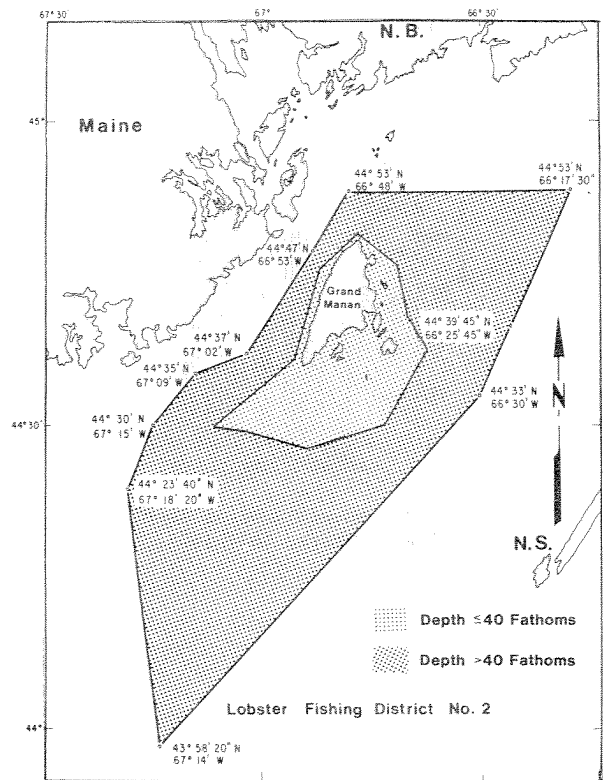 67° 30'
67°
66° 30'
N. B.
45°
Maine
44° 53' N
66° 48' W
44° 53' N
66° 17' 30"
44° 47' N
66° 53' W
Grand
Manan
44° 39' 45" N
66° 25' 45" W
44° 37' N
67° 02' W
44° 35' N
67° 09' W
44° 33' N
66° 30' W
N
44° 30' N
67° 15' W
44° 30'
44° 23' 40" N
67° 18' 20" W
N.S.
Depth ≤40 Fathoms
Depth >40 Fathoms
Lobster Fishing District No. 2
44°
43° 58' 20" N
67° 14' W